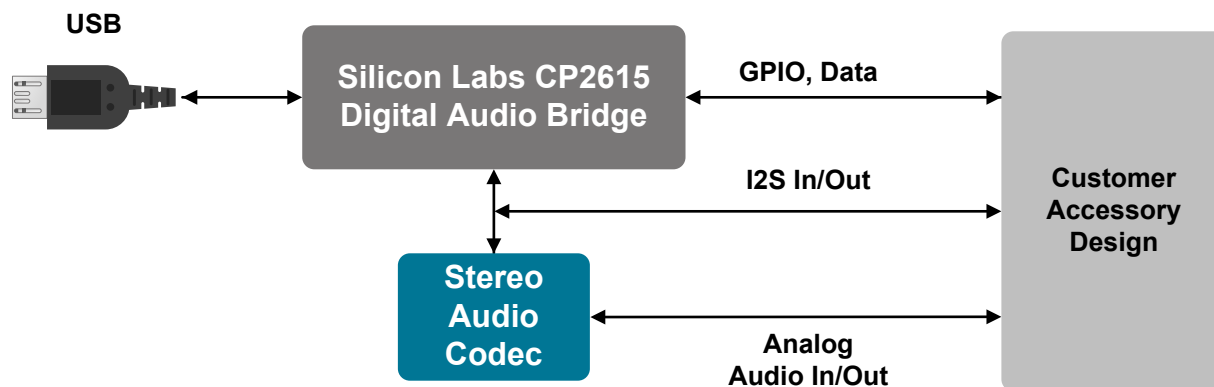 USB
Silicon Labs CP2615
Digital Audio Bridge
GPIO, Data
I2S In/Out
Customer
Accessory
Design
Stereo
Audio
Codec
Analog
Audio In/Out